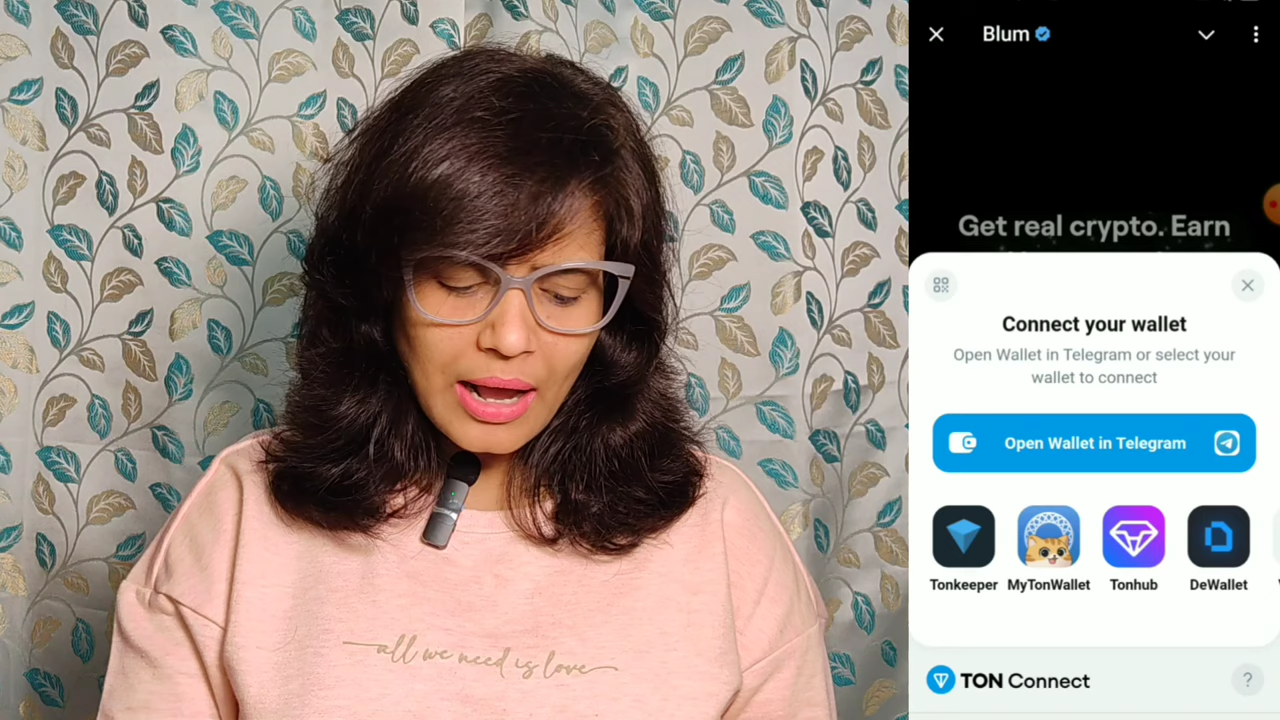 all we need is love
Blum
Get real crypto. Earn
Connect your wallet
Open Wallet in Telegram or select your
wallet to connect
Open Wallet in Telegram
Tonkeeper
MyTonWallet
Tonhub
DeWallet
TON Connect
?